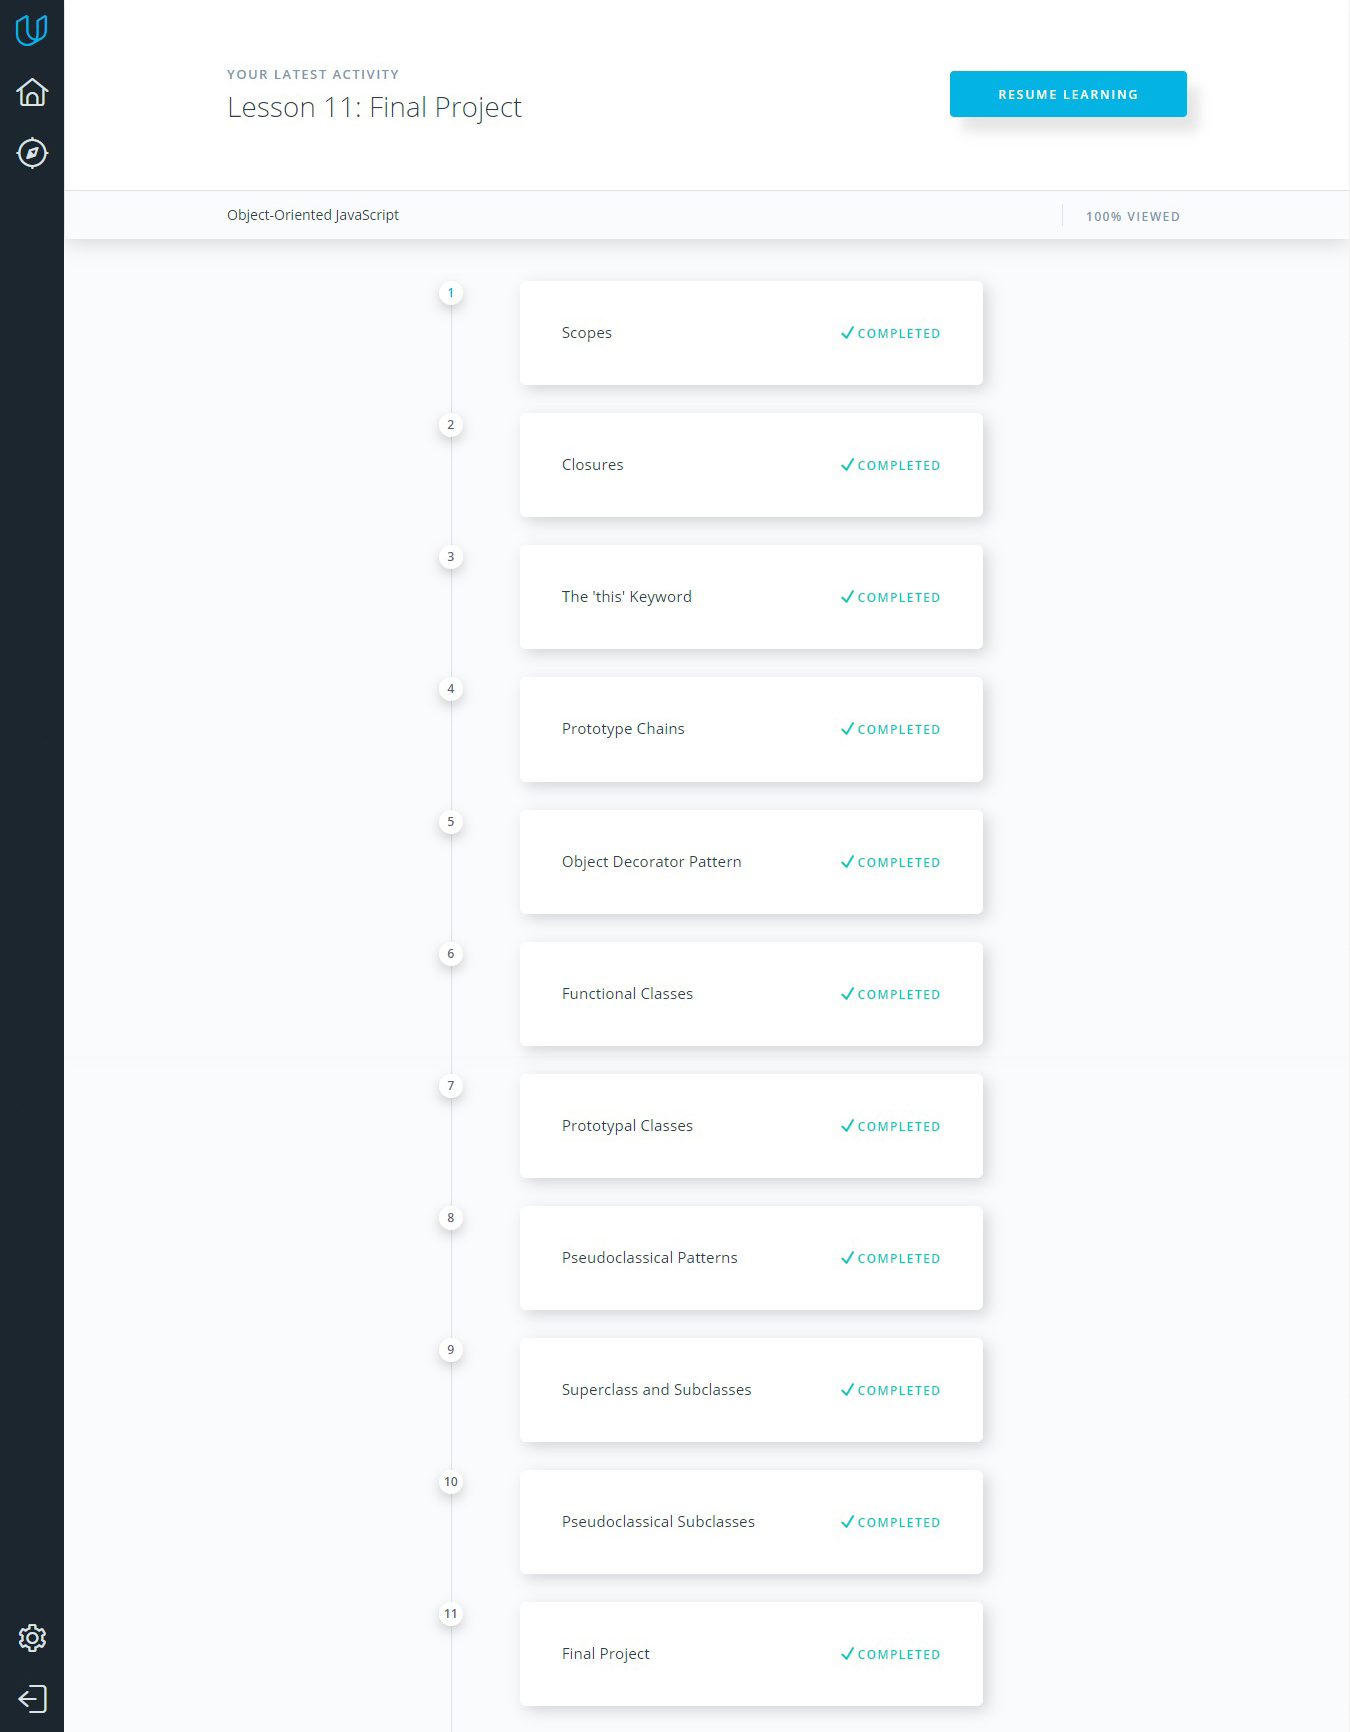 YOUR LATEST ACTIVITY
Lesson 11: Final Project
RESUME LEARNING
Object-Oriented JavaScript
100% VIEWED
1
Scopes
COMPLETED
2
Closures
COMPLETED
3
The 'this' Keyword
COMPLETED
4
Prototype Chains
COMPLETED
5
Object Decorator Pattern
COMPLETED
6
Functional Classes
COMPLETED
7
Prototypal Classes
COMPLETED
8
Pseudoclassical Patterns
COMPLETED
9
Superclass and Subclasses
COMPLETED
10
Pseudoclassical Subclasses
COMPLETED
11
Final Project
COMPLETED